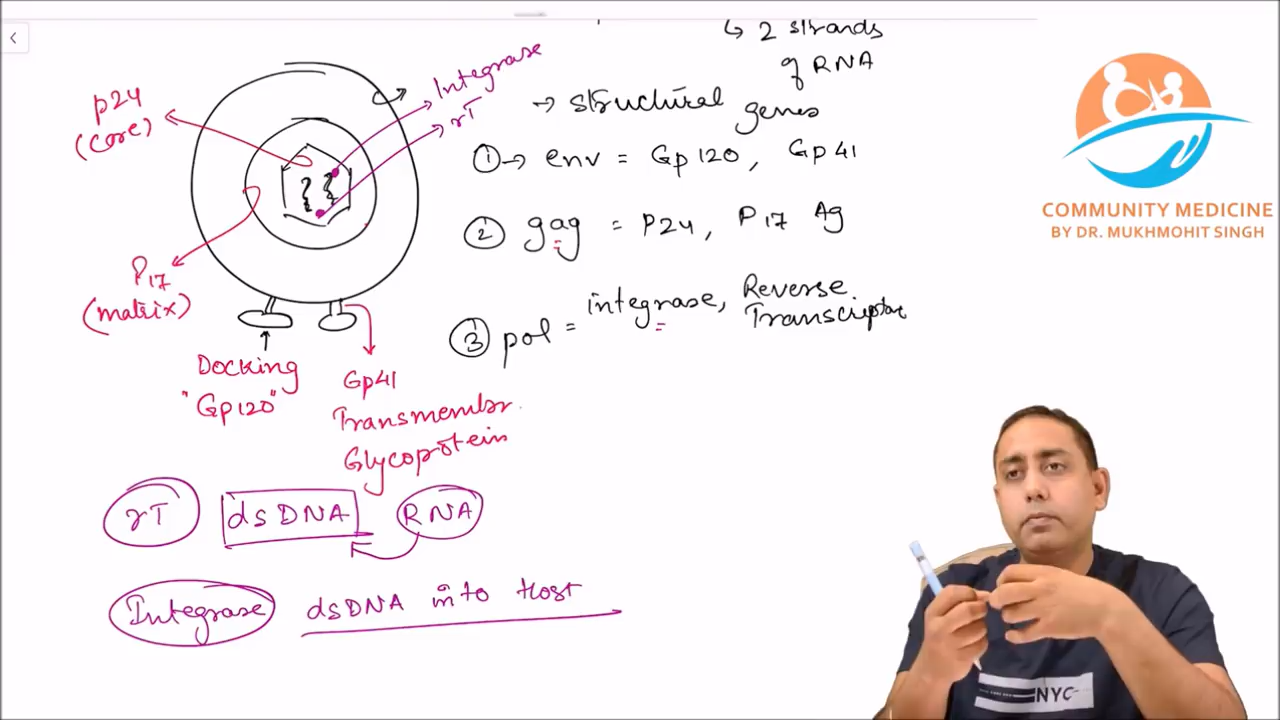 ↳ 2 strands
of RNA
→ structural
genes
① → env = Gp120, Gp41
② gag = P24, P17 Ag
③ pol = integrase, Reverse
Transcriptase
Integrase
rT
p24
(core)
P17
(matrix)
Docking
"Gp120"
Gp41
Transmembr.
Glycoprotein
rT dsDNA RNA
Integrase dsDNA into Host
COMMUNITY MEDICINE
BY DR. MUKHMOHIT SINGH
NYC